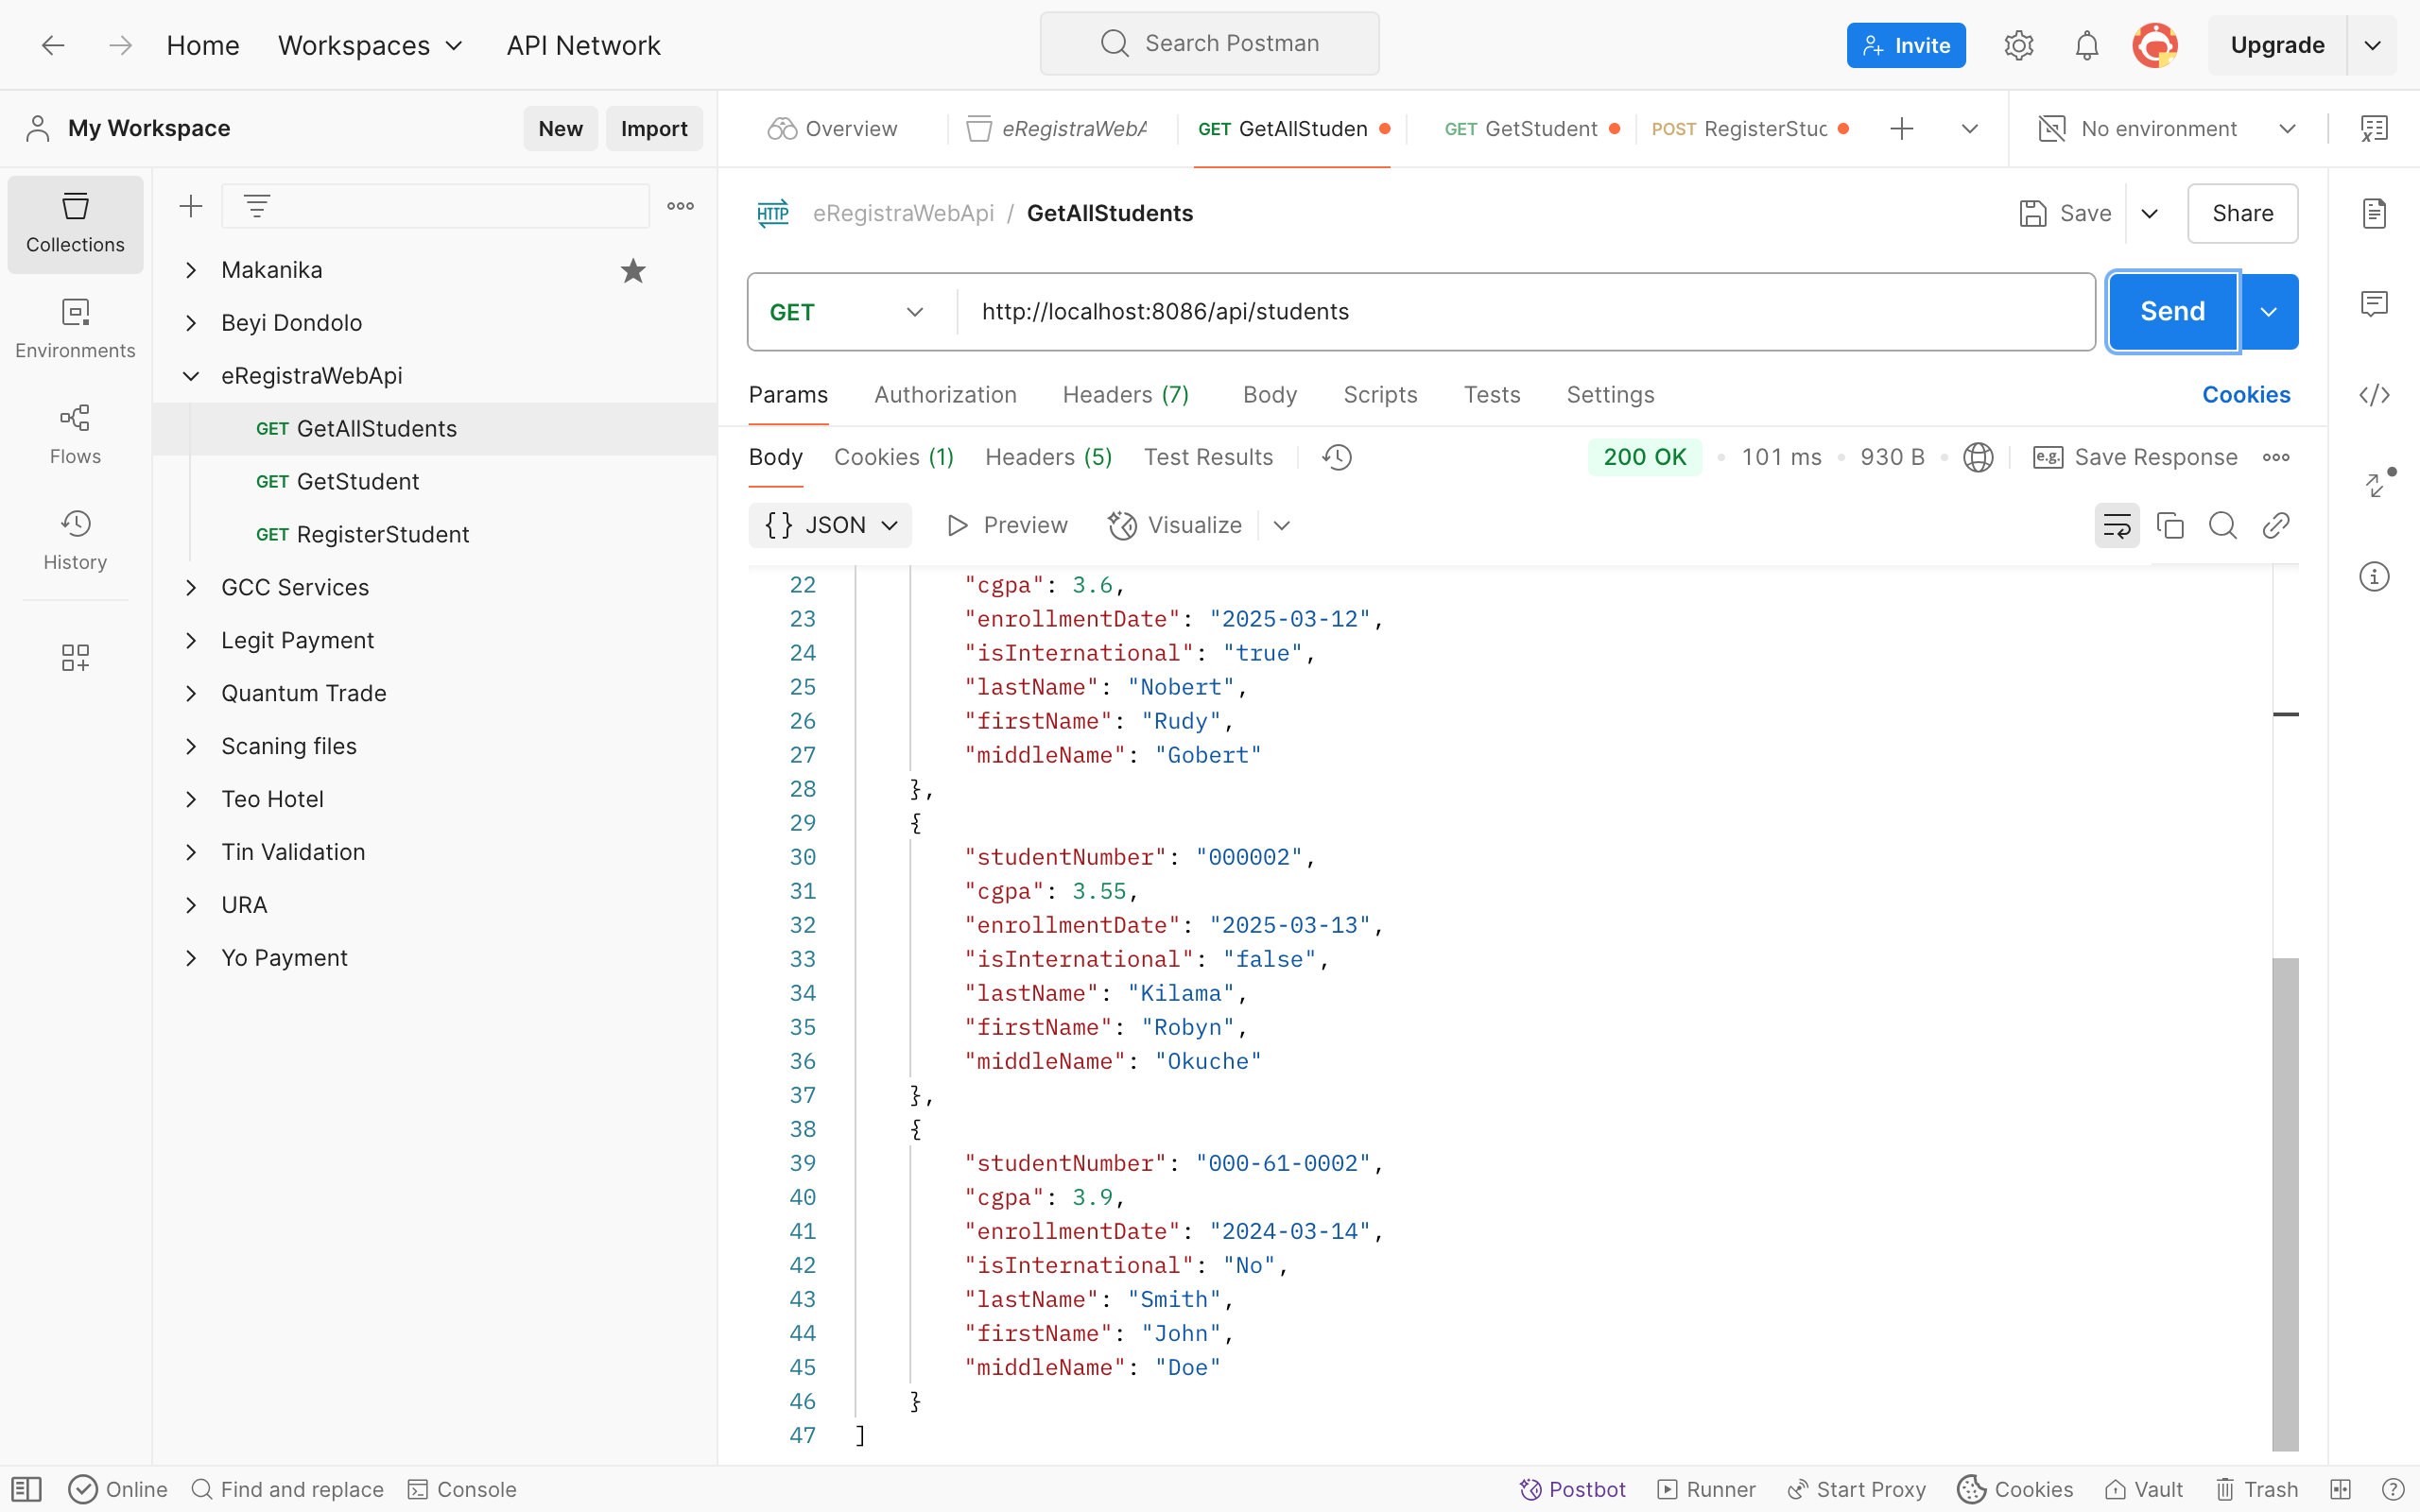 Home Workspaces API Network
Search Postman
Invite
Upgrade
My Workspace
New Import
Overview
eRegistraWebA
GET GetAllStuden
GET GetStudent
POST RegisterStuc
No environment
Collections
Environments
Flows
History
Makanika
Beyi Dondolo
eRegistraWebApi
GET GetAllStudents
GET GetStudent
GET RegisterStudent
GCC Services
Legit Payment
Quantum Trade
Scaning files
Teo Hotel
Tin Validation
URA
Yo Payment
HTTP eRegistraWebApi / GetAllStudents
Save
Share
GET http://localhost:8086/api/students
Send
Params Authorization Headers (7) Body Scripts Tests Settings
Cookies
Body Cookies (1) Headers (5) Test Results
200 OK • 101 ms • 930 B
e.g. Save Response
{} JSON
Preview
Visualize
22 "cgpa": 3.6,
23 "enrollmentDate": "2025-03-12",
24 "isInternational": "true",
25 "lastName": "Nobert",
26 "firstName": "Rudy",
27 "middleName": "Gobert"
28 },
29 {
30 "studentNumber": "000002",
31 "cgpa": 3.55,
32 "enrollmentDate": "2025-03-13",
33 "isInternational": "false",
34 "lastName": "Kilama",
35 "firstName": "Robyn",
36 "middleName": "Okuche"
37 },
38 {
39 "studentNumber": "000-61-0002",
40 "cgpa": 3.9,
41 "enrollmentDate": "2024-03-14",
42 "isInternational": "No",
43 "lastName": "Smith",
44 "firstName": "John",
45 "middleName": "Doe"
46 }
47 ]
Online Find and replace Console
Postbot Runner Start Proxy Cookies Vault Trash